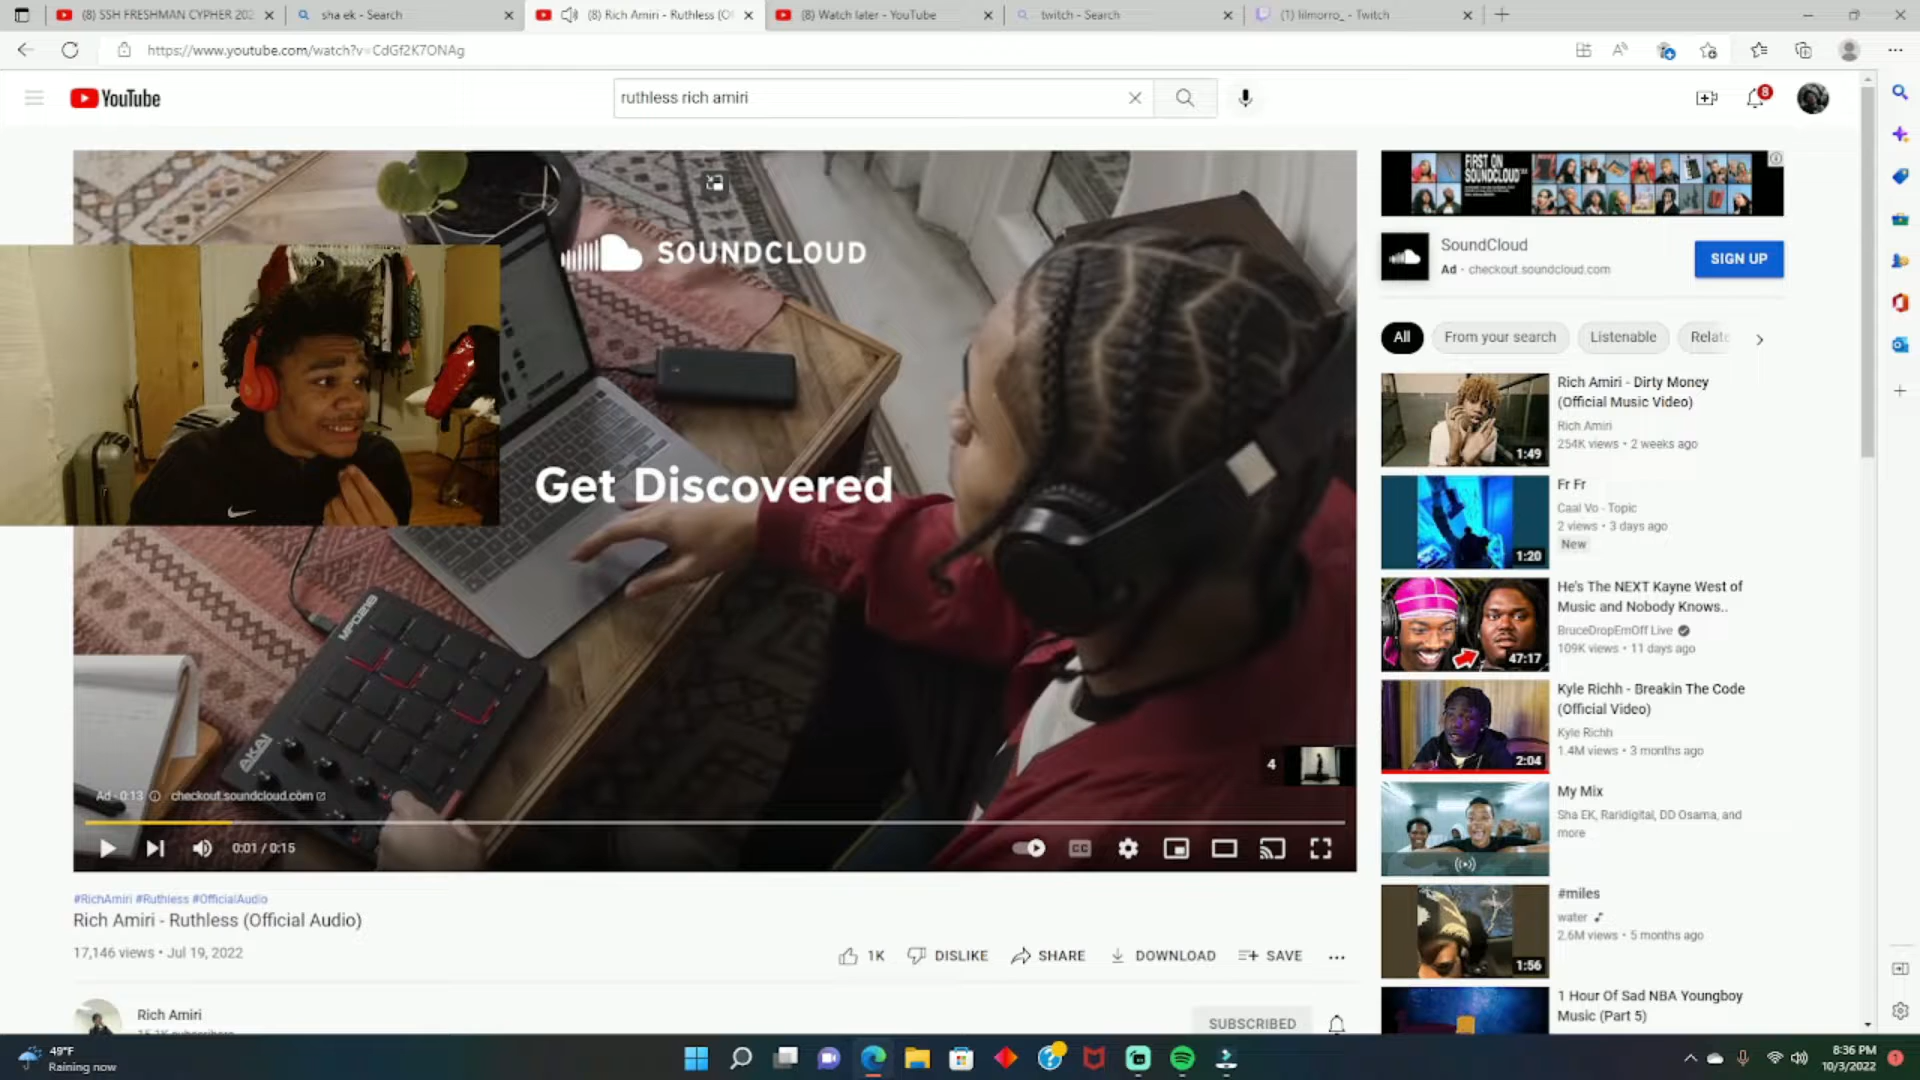 (8) SSH FRESHMAN CYPHER 202
sha ek - Search
(8) Rich Amiri - Ruthless (O
(8) Watch later - YouTube
twitch - Search
(1) lilmorro_ - Twitch
https://www.youtube.com/watch?v=CdGf2K7ONAg
YouTube
ruthless rich amiri
8
SOUNDCLOUD
Get Discovered
MPD218
AKAI
4
Ad · 0:13
checkout.soundcloud.com
0:01 / 0:15
CC
#RichAmiri #Ruthless #OfficialAudio
Rich Amiri - Ruthless (Official Audio)
17,146 views • Jul 19, 2022
1K
DISLIKE
SHARE
DOWNLOAD
SAVE
Rich Amiri
SUBSCRIBED
FIRST ON
SOUNDCLOUD
SoundCloud
Ad · checkout.soundcloud.com
SIGN UP
All
From your search
Listenable
Relate
Rich Amiri - Dirty Money
(Official Music Video)
Rich Amiri
254K views • 2 weeks ago
1:49
Fr Fr
Caal Vo - Topic
2 views • 3 days ago
New
1:20
He's The NEXT Kayne West of
Music and Nobody Knows..
BruceDropEmOff Live
109K views • 11 days ago
47:17
Kyle Richh - Breakin The Code
(Official Video)
Kyle Richh
1.4M views • 3 months ago
2:04
My Mix
Sha EK, Raridigital, DD Osama, and
more
#miles
water
2.6M views • 5 months ago
1:56
1 Hour Of Sad NBA Youngboy
Music (Part 5)
49°F
Raining now
8:36 PM
10/3/2022
1